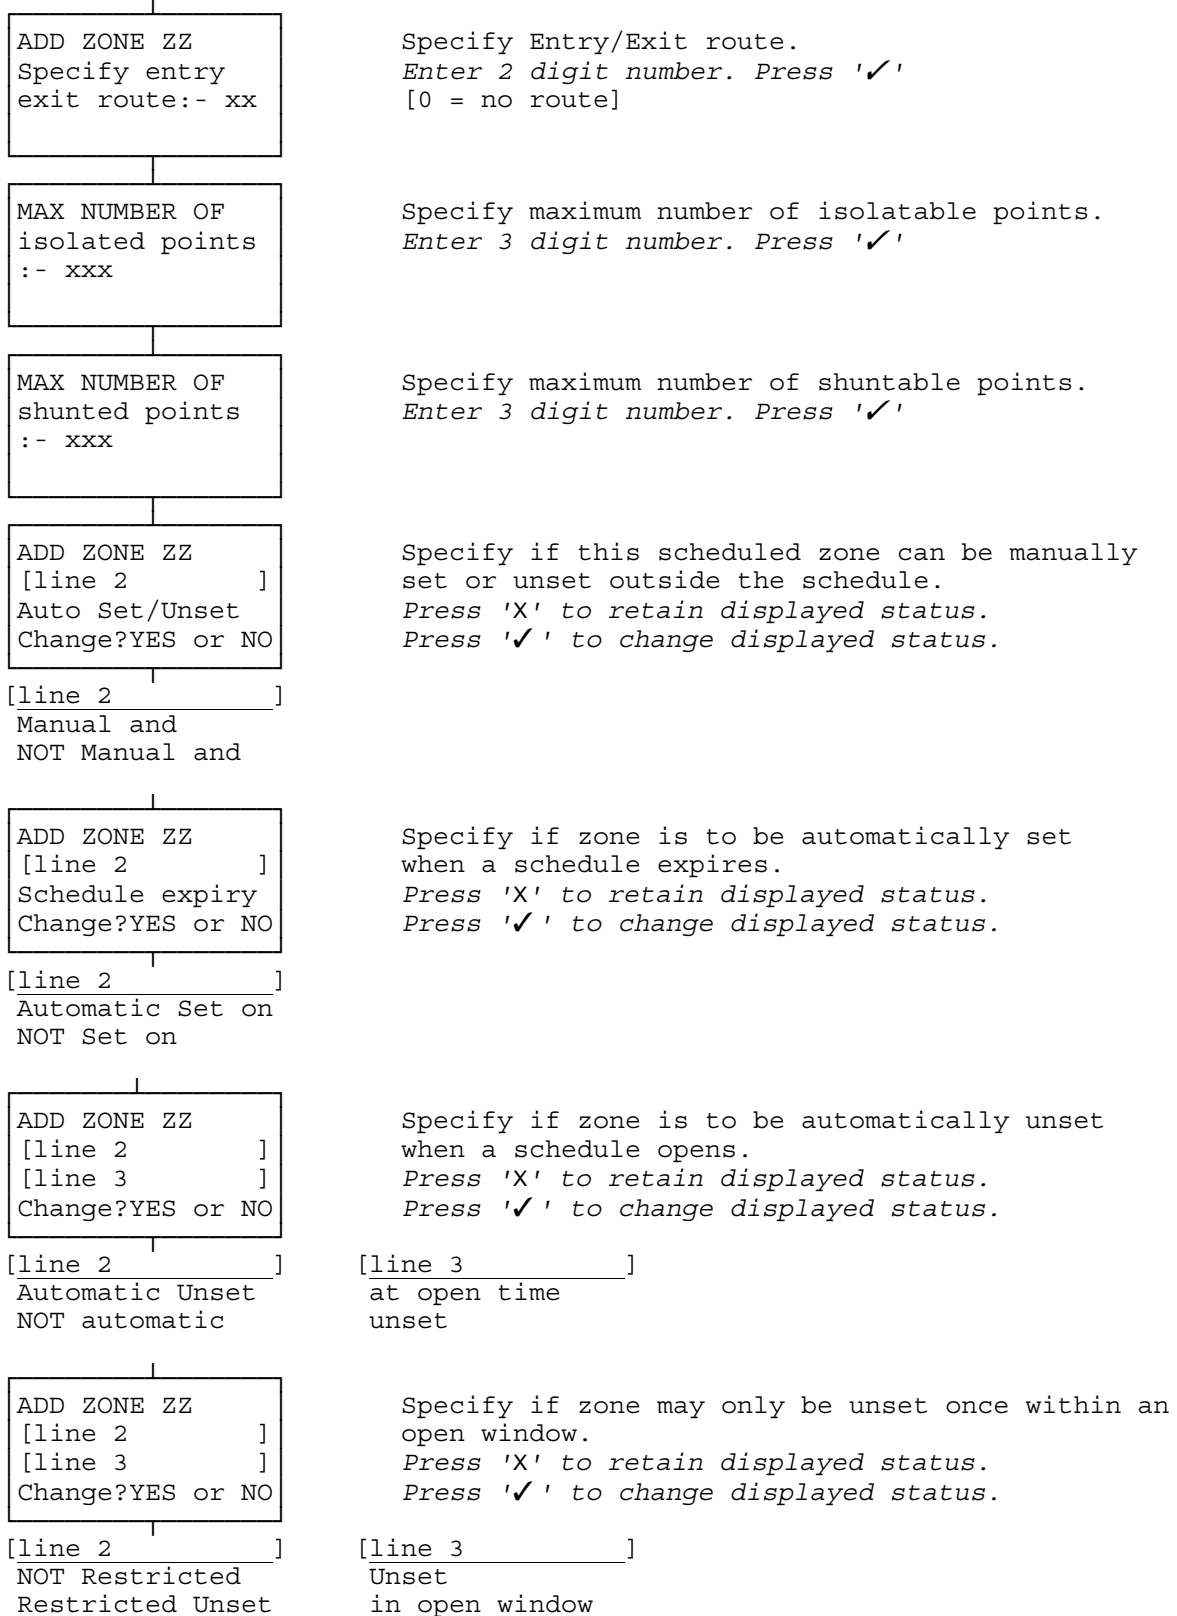 ADD ZONE ZZ Specify Entry/Exit route.
Specify entry Enter 2 digit number. Press '✓'
exit route:- xx [0 = no route]
MAX NUMBER OF Specify maximum number of isolatable points.
isolated points Enter 3 digit number. Press '✓'
:- xxx
MAX NUMBER OF Specify maximum number of shuntable points.
shunted points Enter 3 digit number. Press '✓'
:- xxx
ADD ZONE ZZ Specify if this scheduled zone can be manually
[line 2 ] set or unset outside the schedule.
Auto Set/Unset Press 'X' to retain displayed status.
Change?YES or NO Press '✓' to change displayed status.
[line 2 ]
Manual and
NOT Manual and
ADD ZONE ZZ Specify if zone is to be automatically set
[line 2 ] when a schedule expires.
Schedule expiry Press 'X' to retain displayed status.
Change?YES or NO Press '✓' to change displayed status.
[line 2 ]
Automatic Set on
NOT Set on
ADD ZONE ZZ Specify if zone is to be automatically unset
[line 2 ] when a schedule opens.
[line 3 ] Press 'X' to retain displayed status.
Change?YES or NO Press '✓' to change displayed status.
[line 2 ] [line 3 ]
Automatic Unset at open time
NOT automatic unset
ADD ZONE ZZ Specify if zone may only be unset once within an
[line 2 ] open window.
[line 3 ] Press 'X' to retain displayed status.
Change?YES or NO Press '✓' to change displayed status.
[line 2 ] [line 3 ]
NOT Restricted Unset
Restricted Unset in open window